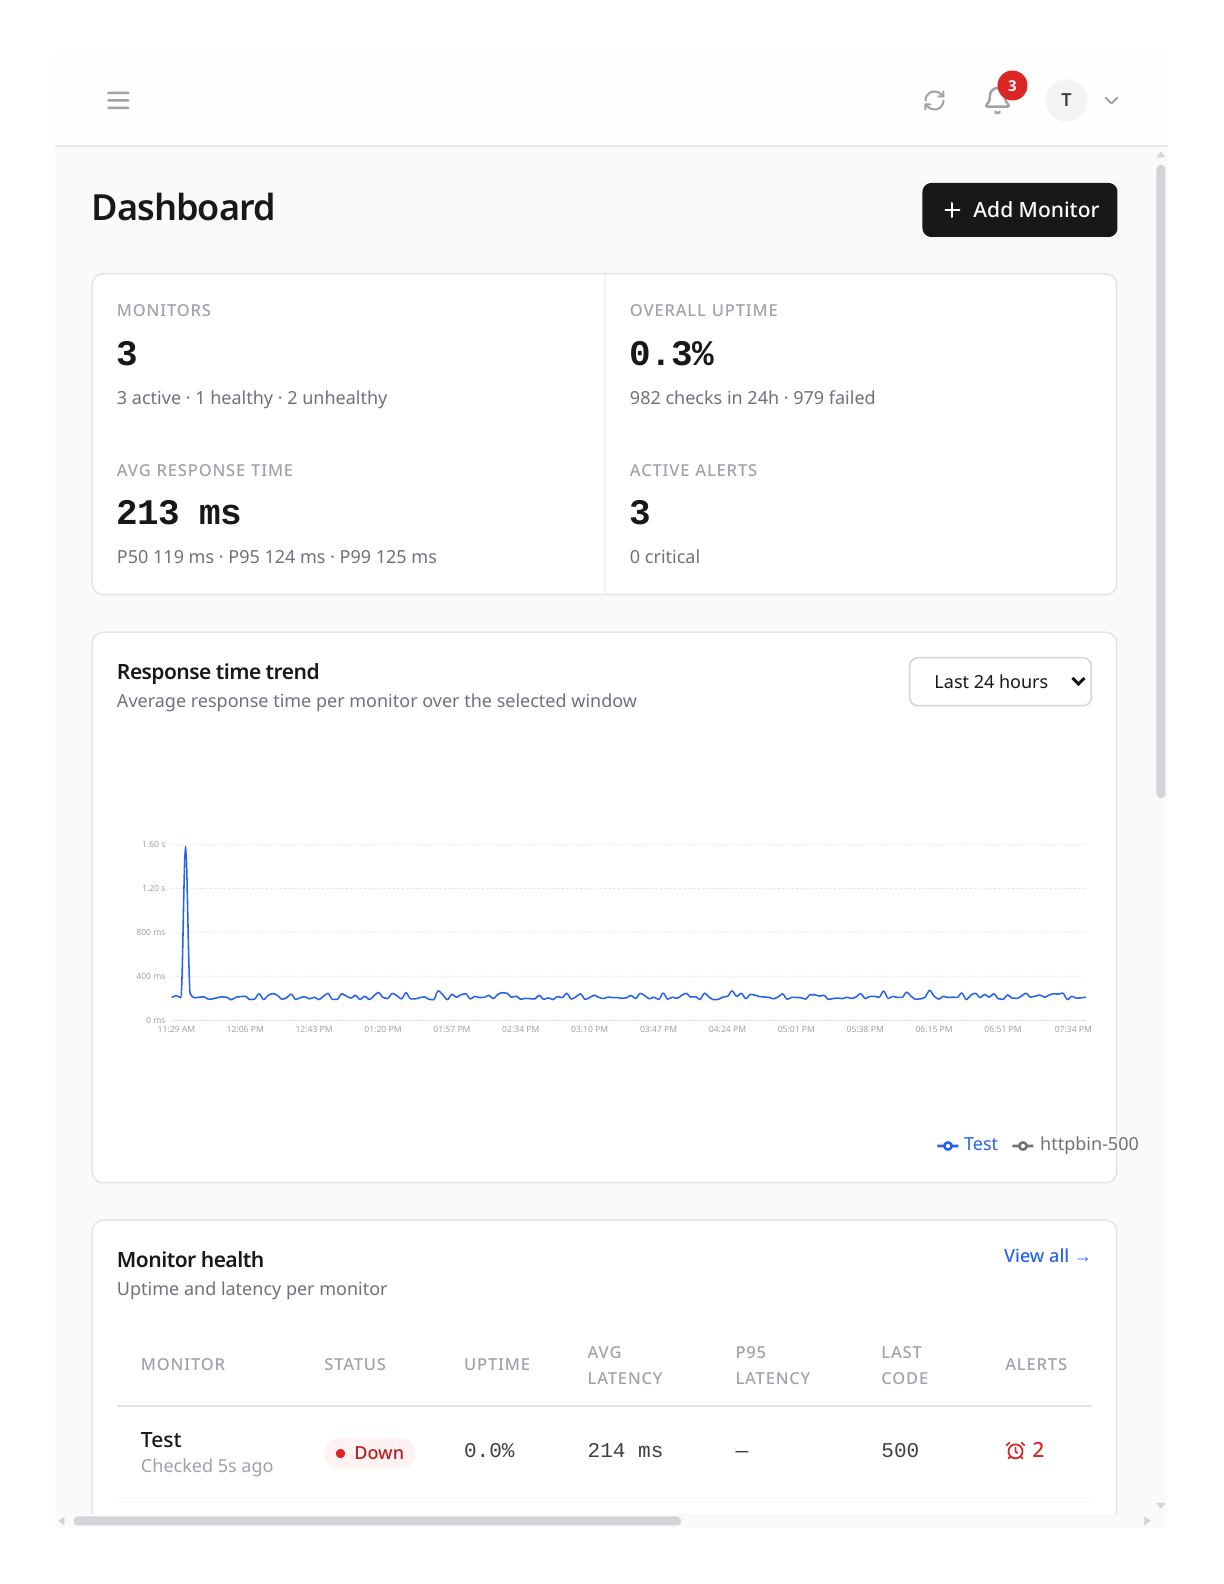 3
T
Dashboard
+ Add Monitor
MONITORS
3
3 active · 1 healthy · 2 unhealthy
OVERALL UPTIME
0.3%
982 checks in 24h · 979 failed
AVG RESPONSE TIME
213 ms
P50 119 ms · P95 124 ms · P99 125 ms
ACTIVE ALERTS
3
0 critical
Response time trend
Average response time per monitor over the selected window
Last 24 hours
1.60 s
1.20 s
800 ms
400 ms
0 ms
11:29 AM 12:06 PM 12:43 PM 01:20 PM 01:57 PM 02:34 PM 03:10 PM 03:47 PM 04:24 PM 05:01 PM 05:38 PM 06:15 PM 06:51 PM 07:34 PM
Test httpbin-500
Monitor health
Uptime and latency per monitor
View all →
MONITOR STATUS UPTIME AVG LATENCY P95 LATENCY LAST CODE ALERTS
Test Down 0.0% 214 ms — 500 2
Checked 5s ago